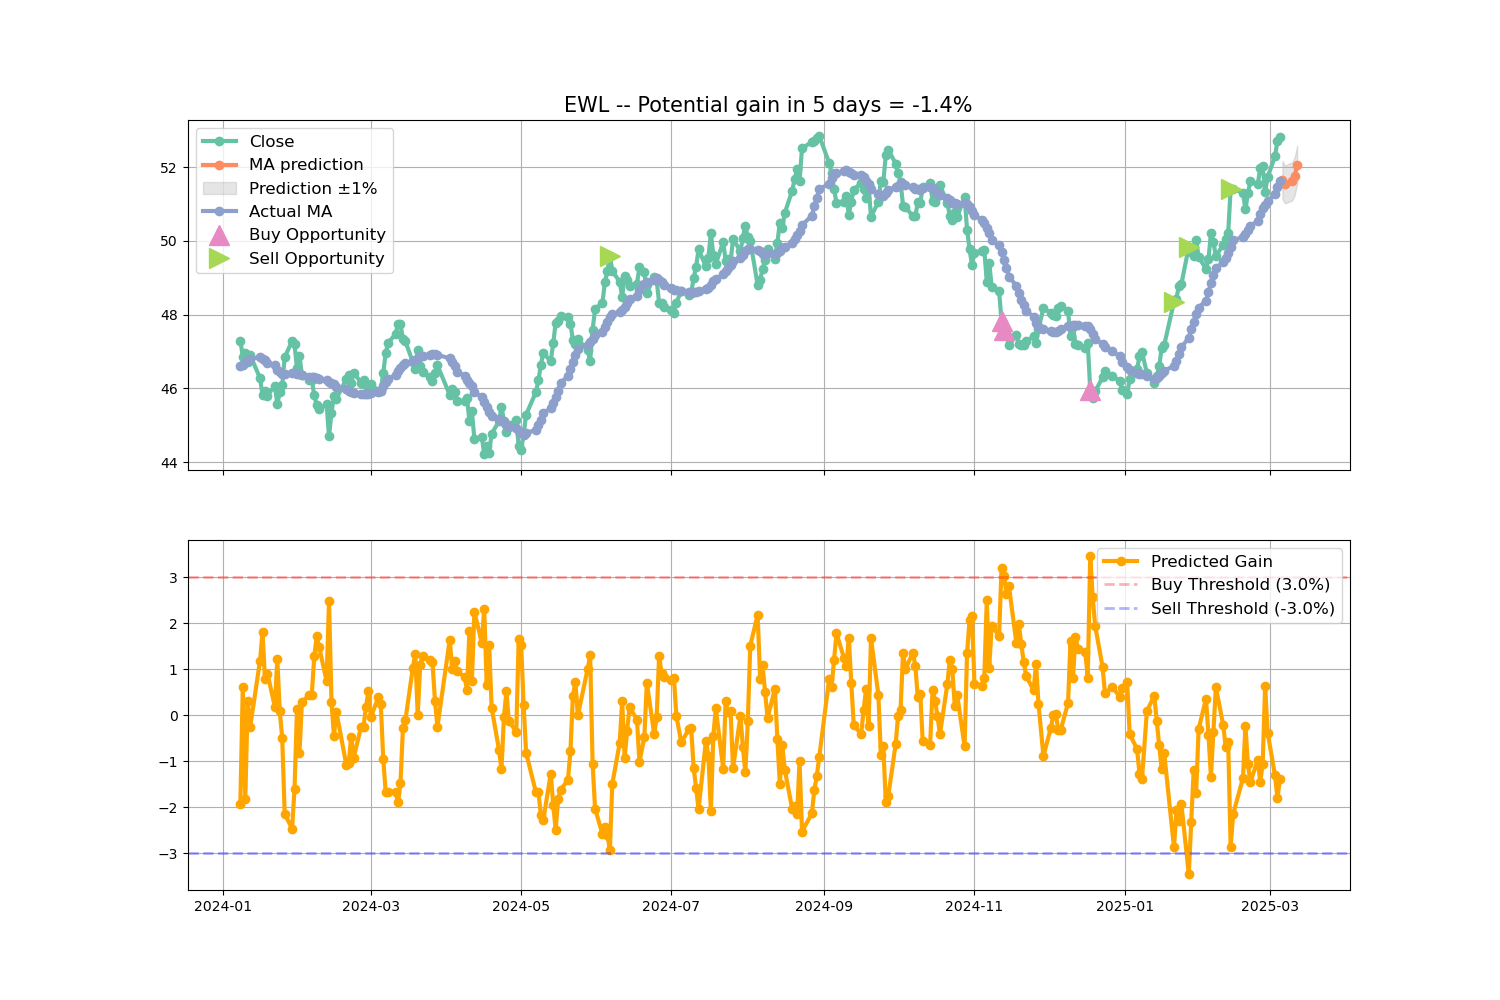 EWL -- Potential gain in 5 days = -1.4%
Close
MA prediction
Prediction ±1%
Actual MA
Buy Opportunity
Sell Opportunity
52
50
48
46
44
Predicted Gain
Buy Threshold (3.0%)
Sell Threshold (-3.0%)
3
2
1
0
−1
−2
−3
2024-01 2024-03 2024-05 2024-07 2024-09 2024-11 2025-01 2025-03